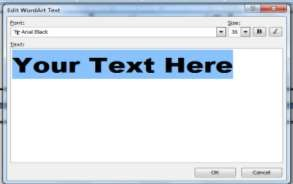 Edit WordArt Text
Font: Size:
Arial Black 36 B I
Text:
Your Text Here
OK Cancel